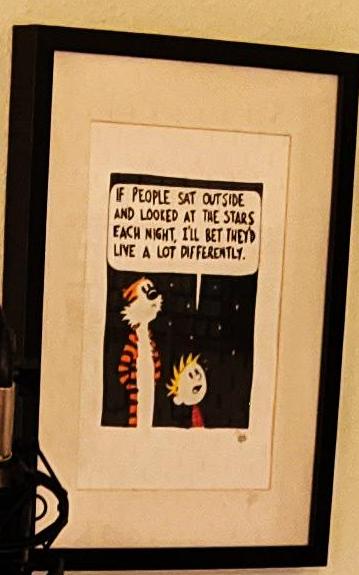 IF PEOPLE SAT OUTSIDE
AND LOOKED AT THE STARS
EACH NIGHT, I'LL BET THEY'D
LIVE A LOT DIFFERENTLY.